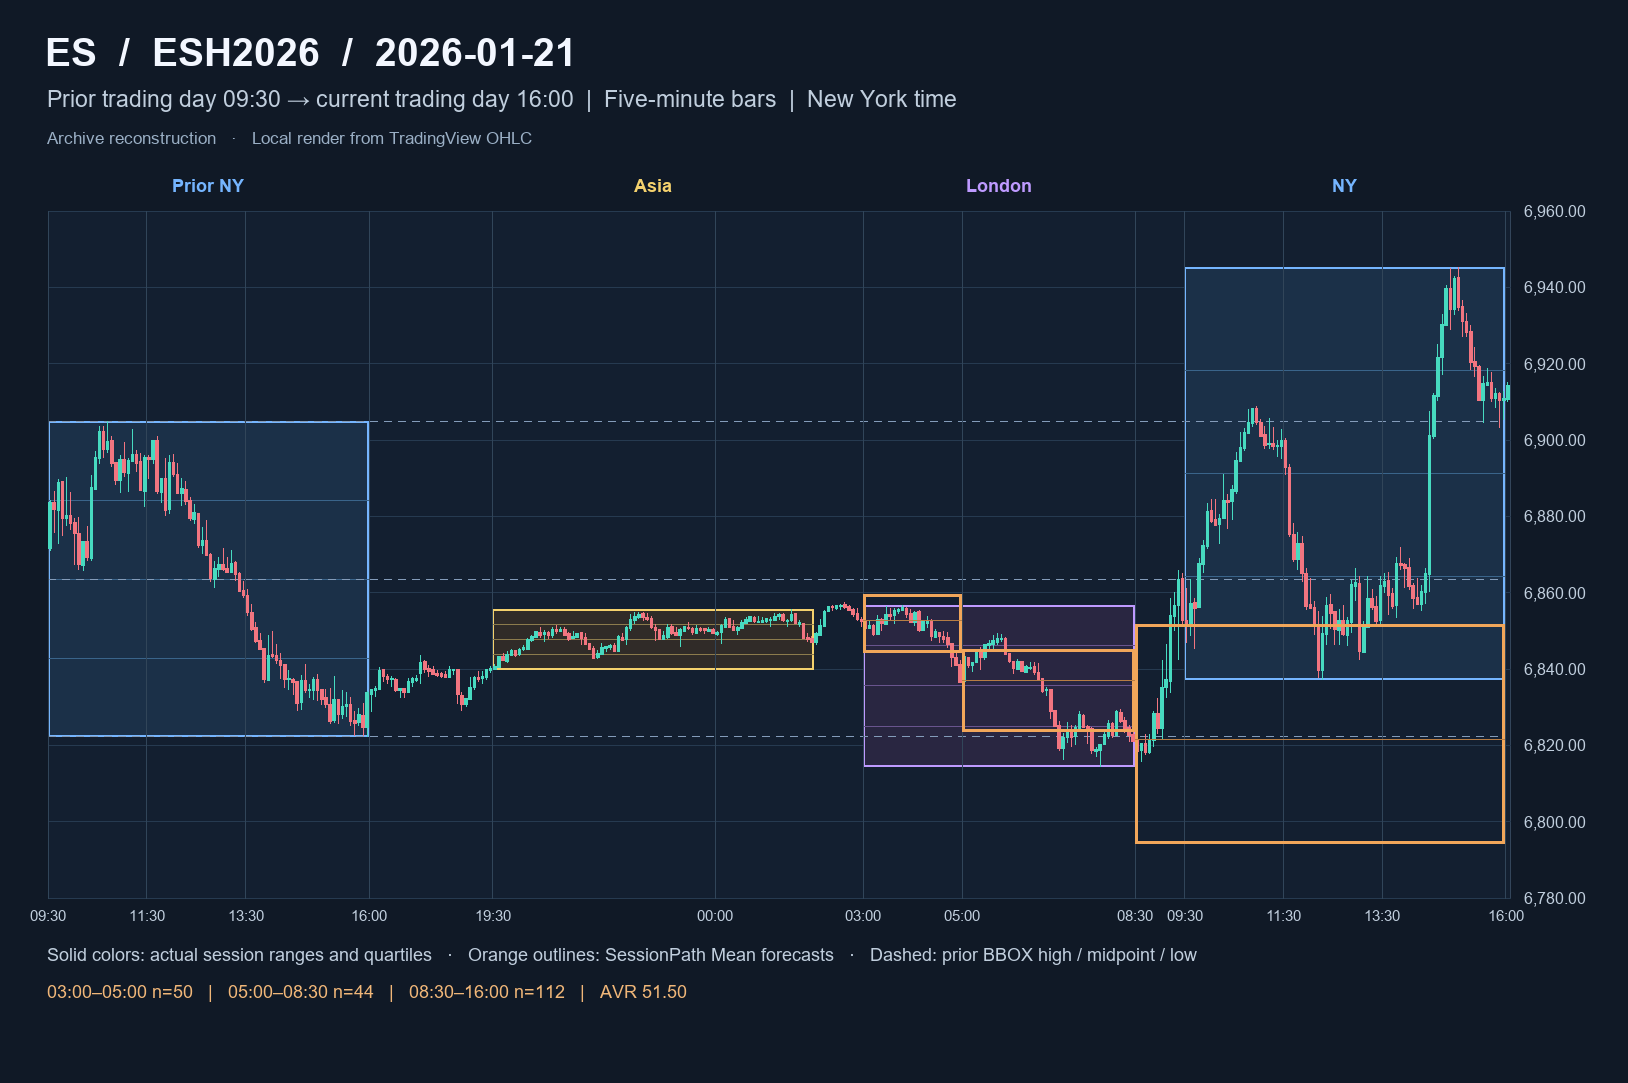 ES / ESH2026 / 2026-01-21
Prior trading day 09:30 → current trading day 16:00 | Five-minute bars | New York time
Archive reconstruction · Local render from TradingView OHLC
Prior NY Asia London NY
6,960.00
6,940.00
6,920.00
6,900.00
6,880.00
6,860.00
6,840.00
6,820.00
6,800.00
6,780.00
09:30 11:30 13:30 16:00 19:30 00:00 03:00 05:00 08:30 09:30 11:30 13:30 16:00
Solid colors: actual session ranges and quartiles · Orange outlines: SessionPath Mean forecasts · Dashed: prior BBOX high / midpoint / low
03:00–05:00 n=50 | 05:00–08:30 n=44 | 08:30–16:00 n=112 | AVR 51.50